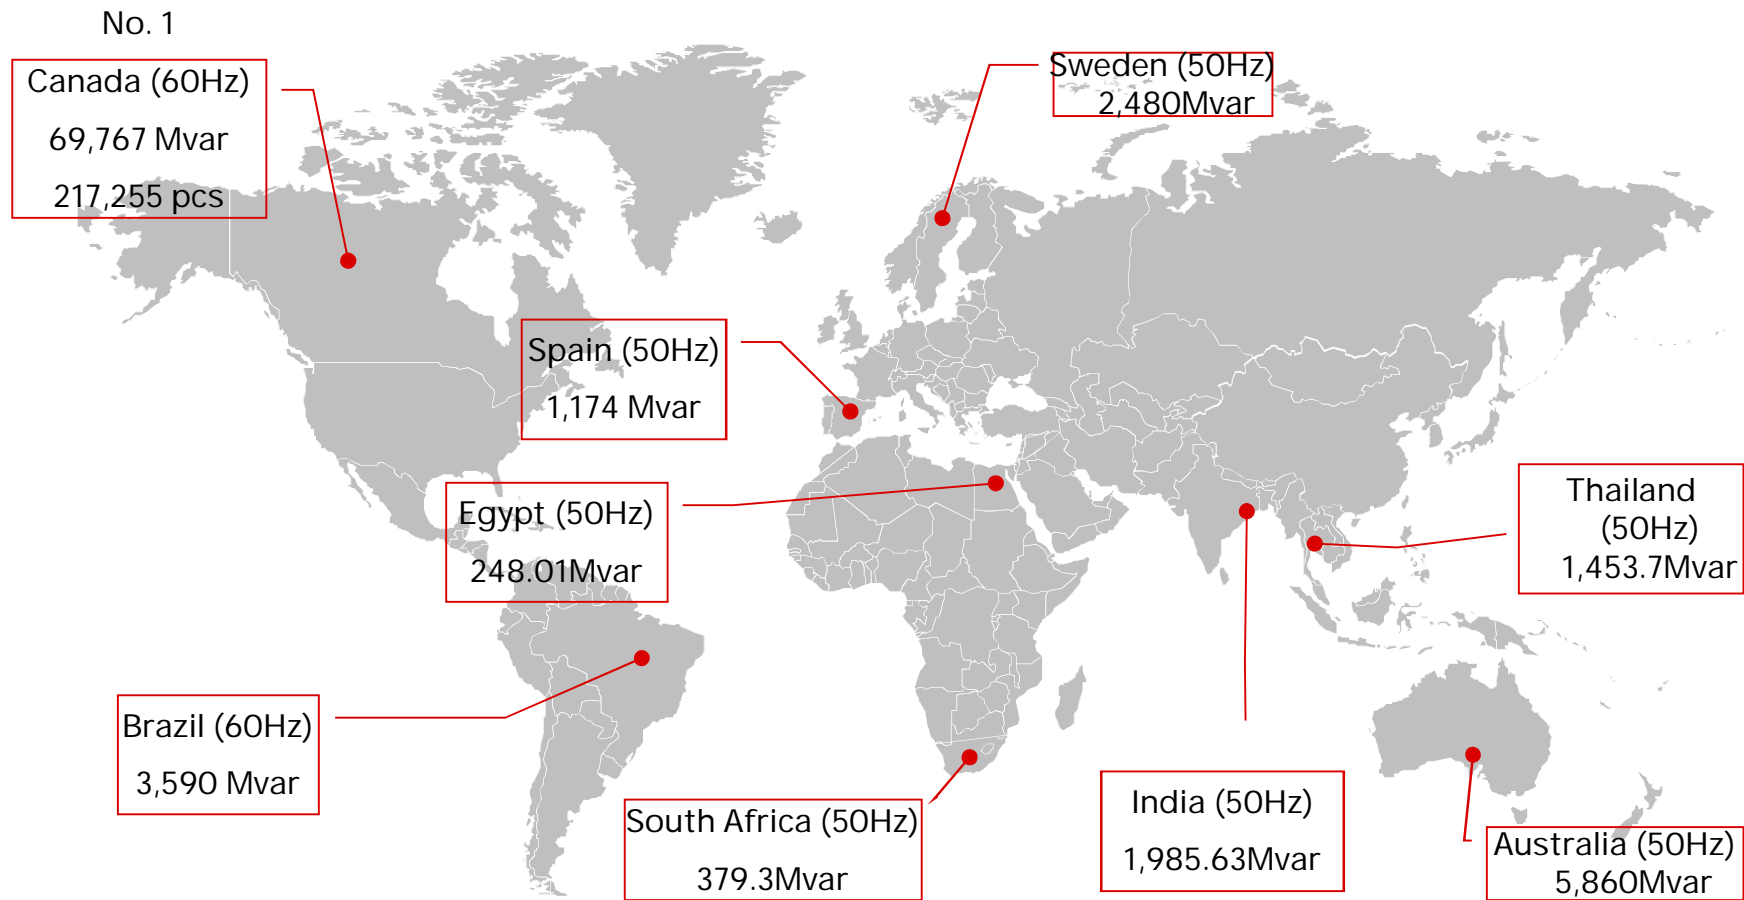 No. 1
Canada (60Hz)
69,767 Mvar
217,255 pcs
Sweden (50Hz)
2,480Mvar
Spain (50Hz)
1,174 Mvar
Egypt (50Hz)
248.01Mvar
Thailand
(50Hz)
1,453.7Mvar
Brazil (60Hz)
3,590 Mvar
South Africa (50Hz)
379.3Mvar
India (50Hz)
1,985.63Mvar
Australia (50Hz)
5,860Mvar